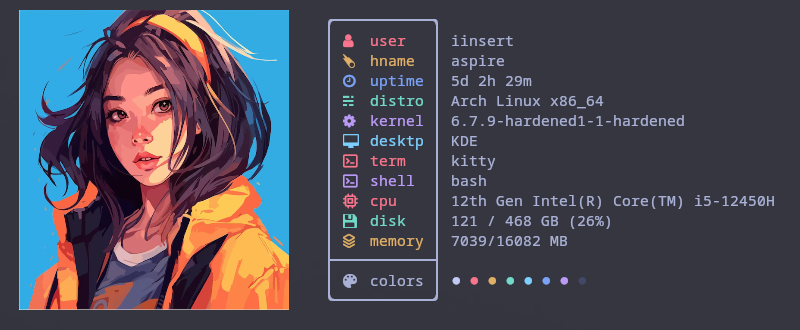 user iinsert
hname aspire
uptime 5d 2h 29m
distro Arch Linux x86_64
kernel 6.7.9-hardened1-1-hardened
desktp KDE
term kitty
shell bash
cpu 12th Gen Intel(R) Core(TM) i5-12450H
disk 121 / 468 GB (26%)
memory 7039/16082 MB
colors